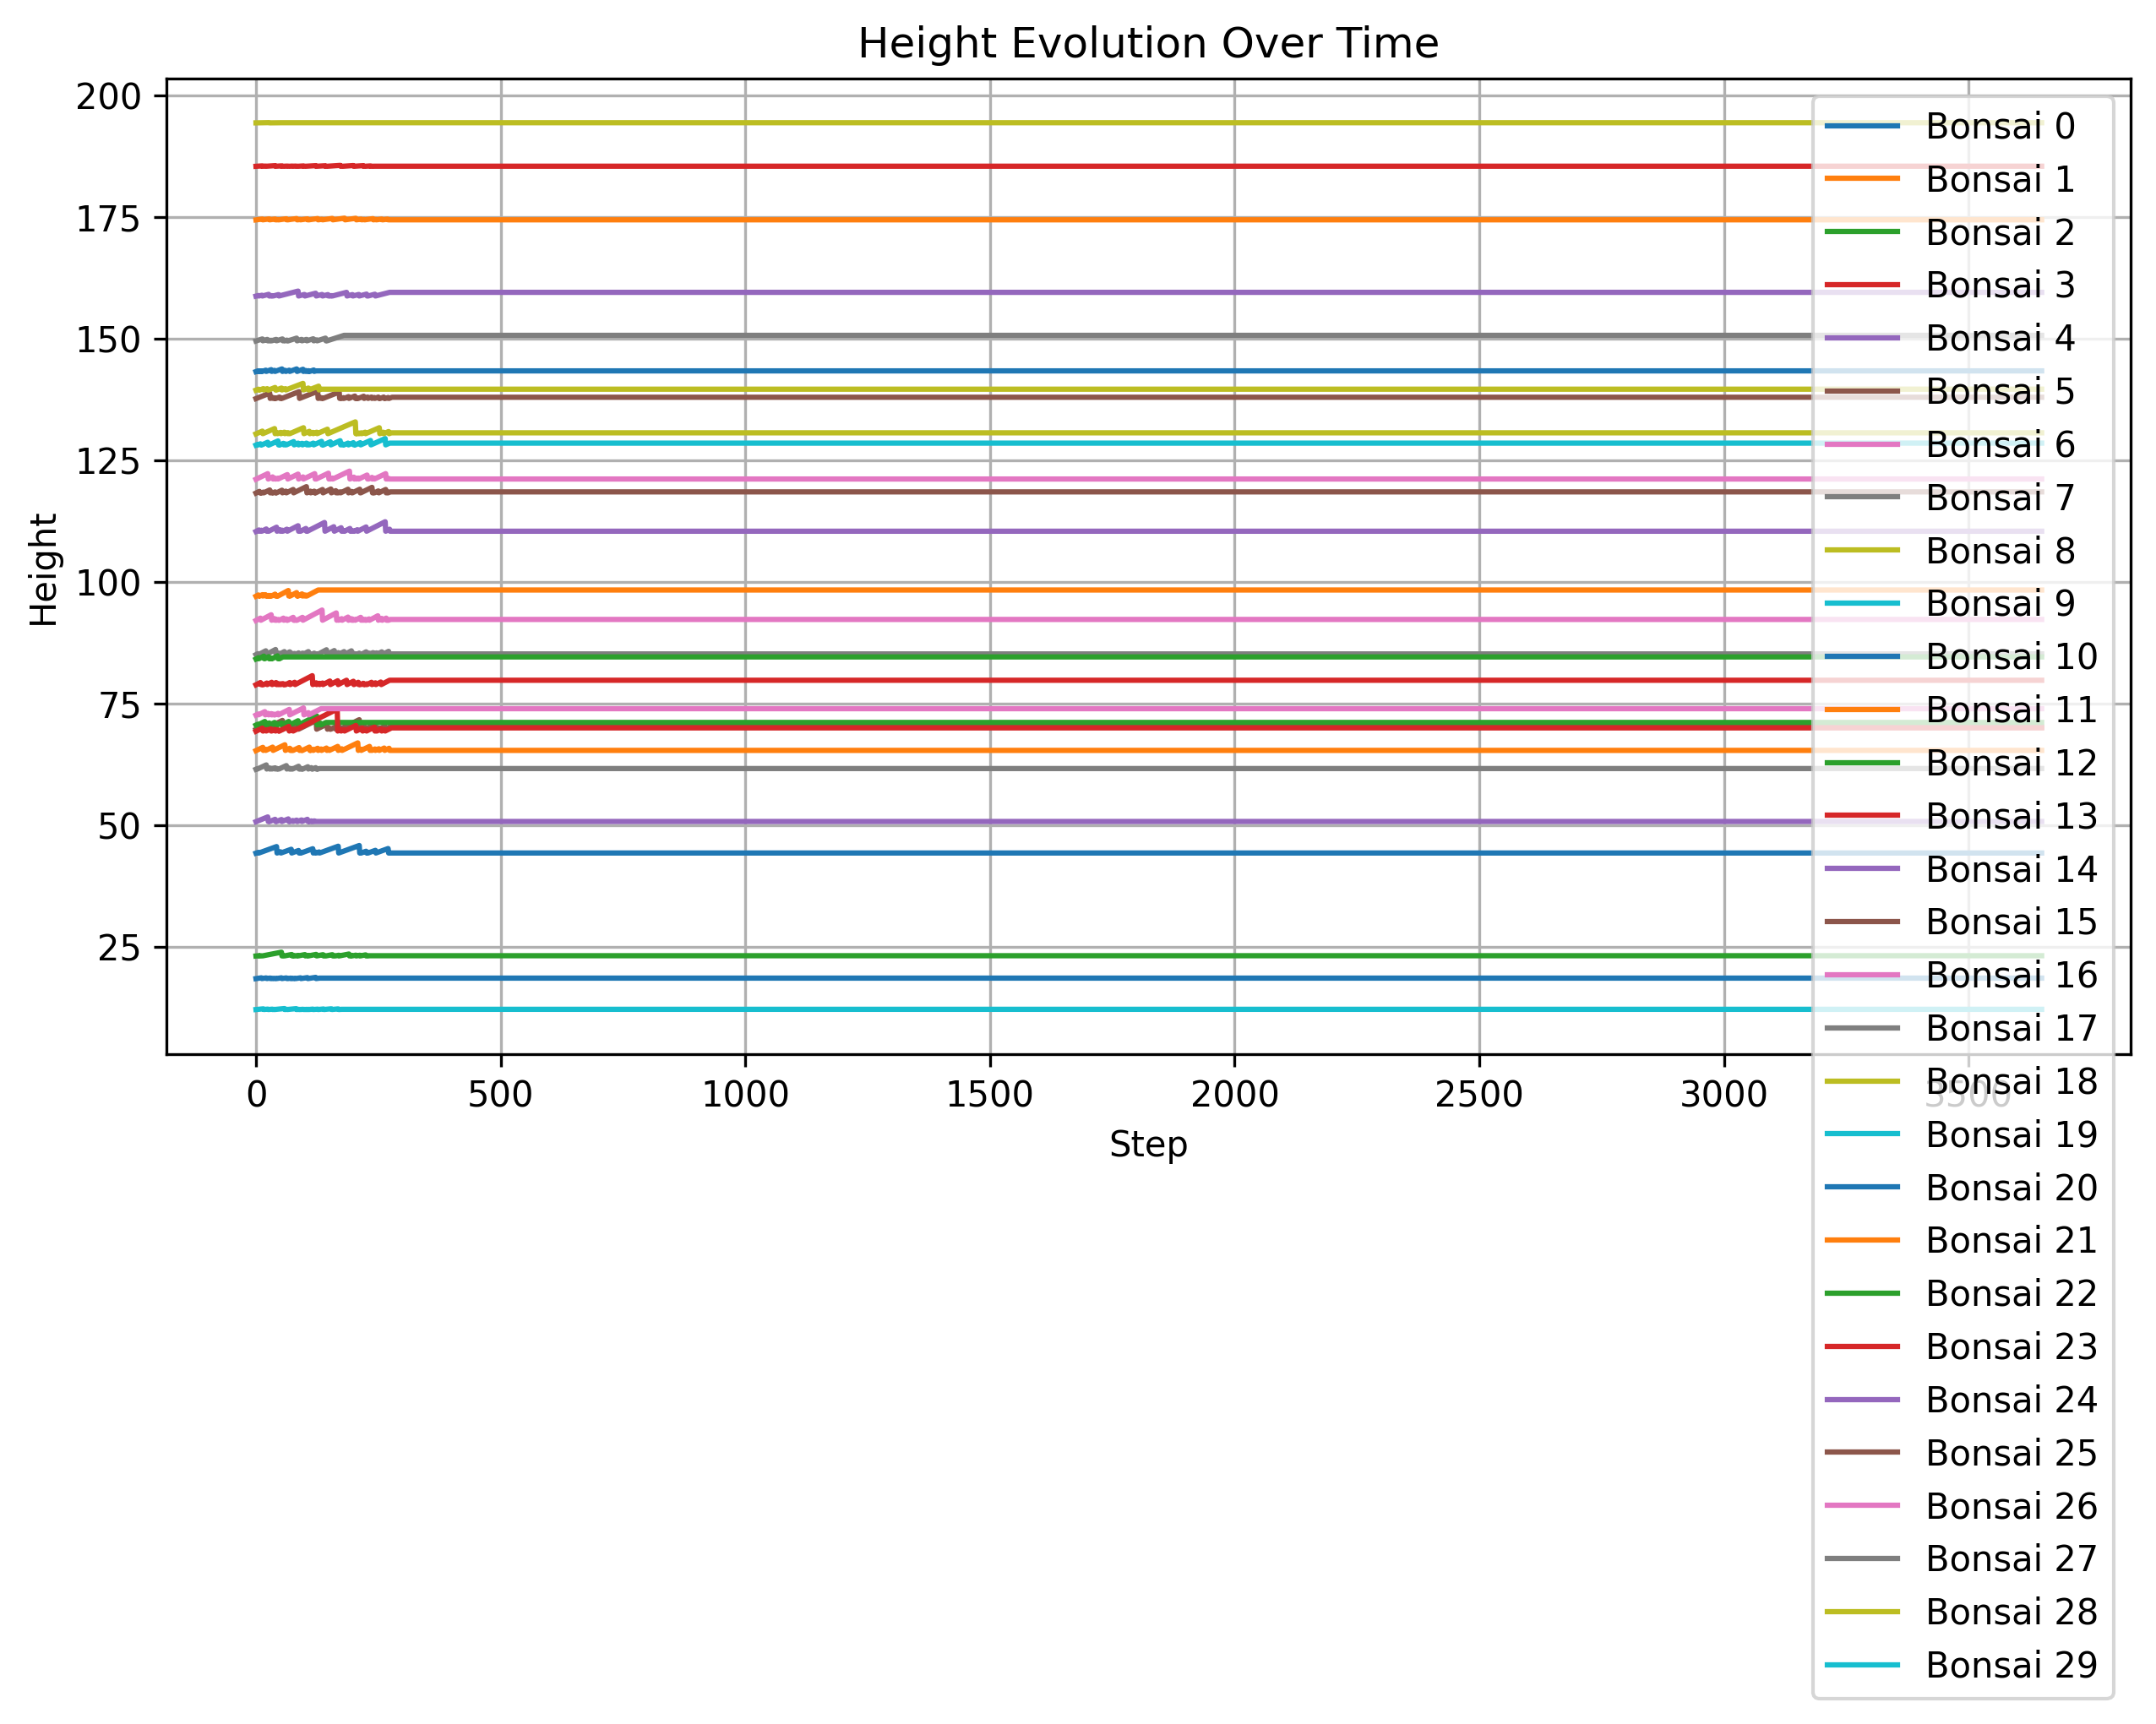 Height Evolution Over Time
Height
200
175
150
125
100
75
50
25
0
500
1000
1500
2000
2500
3000
3500
Step
Bonsai 0
Bonsai 1
Bonsai 2
Bonsai 3
Bonsai 4
Bonsai 5
Bonsai 6
Bonsai 7
Bonsai 8
Bonsai 9
Bonsai 10
Bonsai 11
Bonsai 12
Bonsai 13
Bonsai 14
Bonsai 15
Bonsai 16
Bonsai 17
Bonsai 18
Bonsai 19
Bonsai 20
Bonsai 21
Bonsai 22
Bonsai 23
Bonsai 24
Bonsai 25
Bonsai 26
Bonsai 27
Bonsai 28
Bonsai 29